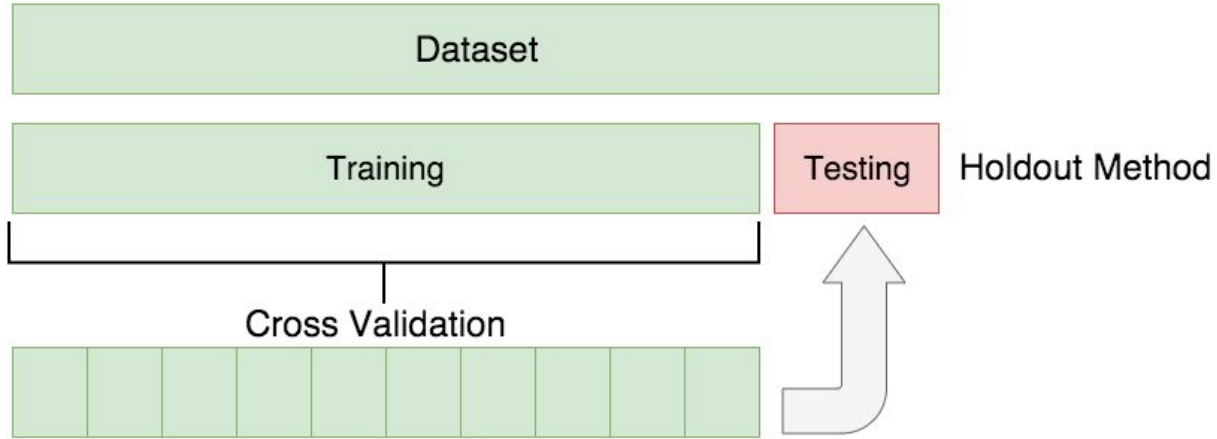 Dataset
Training
Testing
Holdout Method
Cross Validation